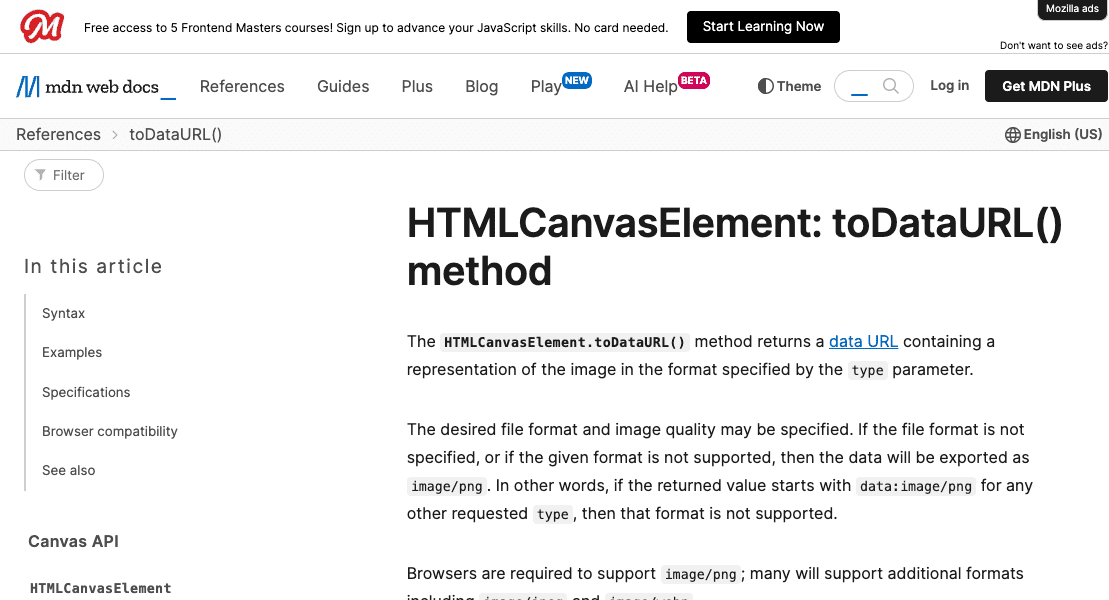 Mozilla ads
Free access to 5 Frontend Masters courses! Sign up to advance your JavaScript skills. No card needed. Start Learning Now
Don't want to see ads?
mdn web docs_ References Guides Plus Blog Play NEW AI Help BETA Theme Log in Get MDN Plus
References > toDataURL() English (US)
Filter
HTMLCanvasElement: toDataURL()
method
In this article
Syntax
Examples
Specifications
Browser compatibility
See also
Canvas API
HTMLCanvasElement
The HTMLCanvasElement.toDataURL() method returns a data URL containing a
representation of the image in the format specified by the type parameter.
The desired file format and image quality may be specified. If the file format is not
specified, or if the given format is not supported, then the data will be exported as
image/png. In other words, if the returned value starts with data:image/png for any
other requested type, then that format is not supported.
Browsers are required to support image/png; many will support additional formats
including image/jpeg and image/webp.